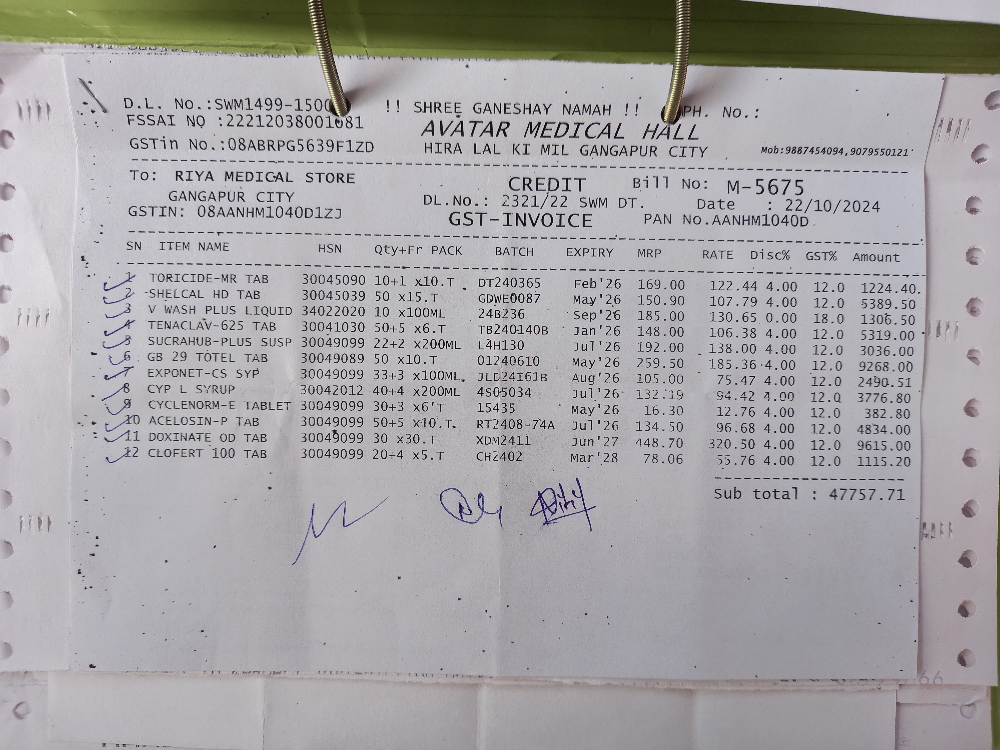 D.L. No.:SWM1499-1500 !! SHREE GANESHAY NAMAH !! PH. No.:
FSSAI NO :22212038001081 AVATAR MEDICAL HALL
GSTin No.:08ABRPG5639F1ZD HIRA LAL KI MIL GANGAPUR CITY Mob:9887454094,9079550121
To: RIYA MEDICAL STORE CREDIT Bill No: M-5675
GANGAPUR CITY DL.No.: 2321/22 SWM DT. Date : 22/10/2024
GSTIN: 08AANHM1040D1ZJ GST-INVOICE PAN No.AANHM1040D
SN ITEM NAME HSN Qty+Fr PACK BATCH EXPIRY MRP RATE Disc% GST% Amount
1 TORICIDE-MR TAB 30045090 10+1 x10.T DT240365 Feb'26 169.00 122.44 4.00 12.0 1224.40
2 SHELCAL HD TAB 30045039 50 x15.T GDWE0087 May'26 150.90 107.79 4.00 12.0 5389.50
3 V WASH PLUS LIQUID 34022020 10 x100ML 24B236 Sep'26 185.00 130.65 0.00 18.0 1306.50
4 TENACLAV-625 TAB 30041030 50+5 x6.T TB240140B Jan'26 148.00 106.38 4.00 12.0 5319.00
5 SUCRAHUB-PLUS SUSP 30049099 22+2 x200ML L4H130 Jul'26 192.00 138.00 4.00 12.0 3036.00
6 GB 29 TOTEL TAB 30049089 50 x10.T 01240610 May'26 259.50 185.36 4.00 12.0 9268.00
7 EXPONET-CS SYP 30049099 33+3 x100ML JLD24161B Aug'26 105.00 75.47 4.00 12.0 2490.51
8 CYP L SYRUP 30042012 40+4 x200ML 4S05034 Jul'26 132.19 94.42 4.00 12.0 3776.80
9 CYCLENORM-E TABLET 30049099 30+3 x6'T 15435 May'26 16.30 12.76 4.00 12.0 382.80
10 ACELOSIN-P TAB 30049099 50+5 x10.T RT2408-74A Jul'26 134.50 96.68 4.00 12.0 4834.00
11 DOXINATE OD TAB 30049099 30 x30.T XDM2411 Jun'27 448.70 320.50 4.00 12.0 9615.00
12 CLOFERT 100 TAB 30049099 20+4 x5.T CH2402 Mar'28 78.06 55.76 4.00 12.0 1115.20
Sub total : 47757.71